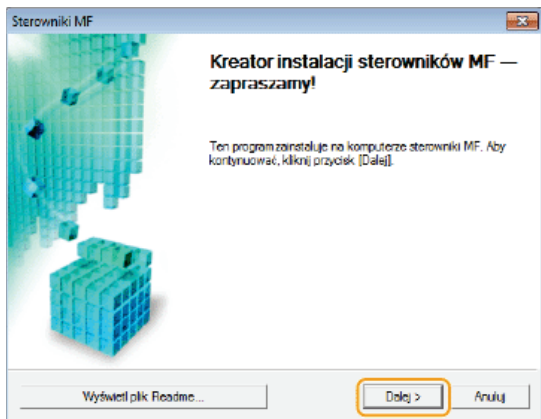 Sterowniki MF
Kreator instalacji sterowników MF —
zapraszamy!
Ten program zainstaluje na komputerze sterowniki MF. Aby
kontynuować, kliknij przycisk [Dalej].
Wyświetl plik Readme...
Dalej >
Anuluj